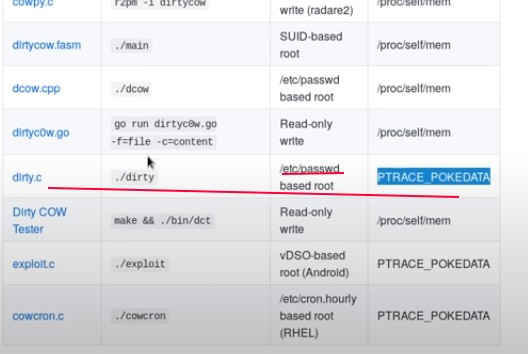 cowpy.c r2pm -i dirtycow write (radare2) /proc/self/mem
dirtycow.fasm ./main SUID-based root /proc/self/mem
dcow.cpp ./dcow /etc/passwd based root /proc/self/mem
dirtyc0w.go go run dirtyc0w.go -f=file -c=content Read-only write /proc/self/mem
dirty.c ./dirty /etc/passwd based root PTRACE_POKEDATA
Dirty COW Tester make && ./bin/dct Read-only write /proc/self/mem
exploit.c ./exploit vDSO-based root (Android) PTRACE_POKEDATA
cowcron.c ./cowcron /etc/cron.hourly based root (RHEL) PTRACE_POKEDATA